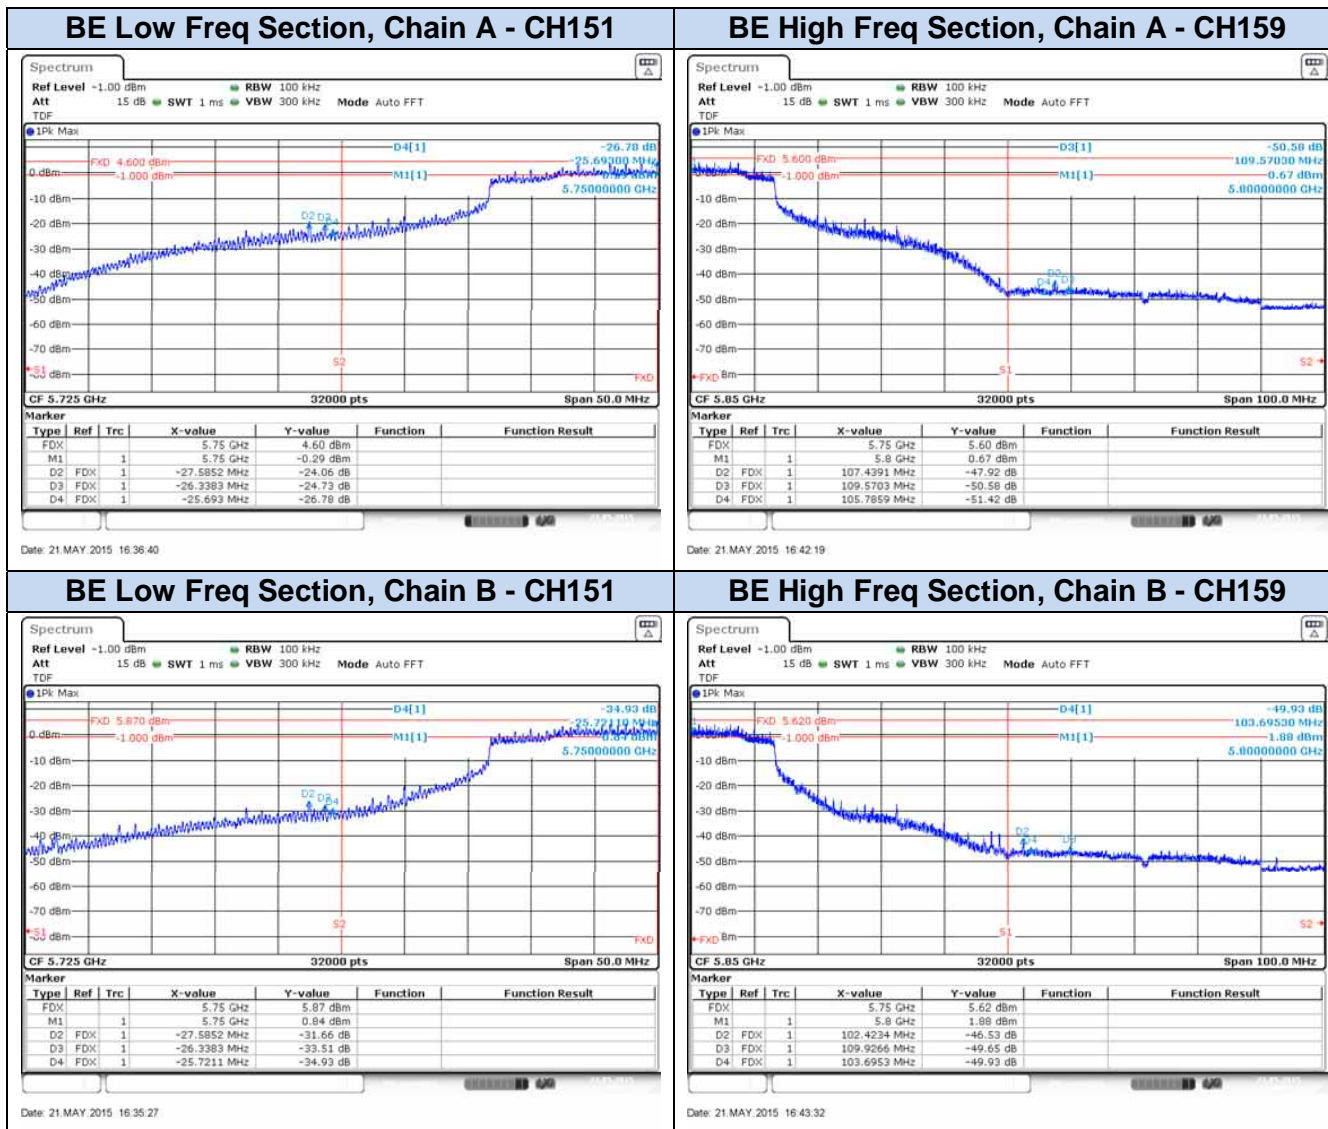 BE Low Freq Section, Chain A - CH151
Spectrum
Ref Level -1.00 dBm RBW 100 kHz
Att 15 dB SWT 1 ms VBW 300 kHz Mode Auto FFT
TDF
1Pk Max
D4[1] -26.78 dB
FXD 4.600 dBm -25.69300 MHz
0 dBm -1.000 dBm M1[1]
5.75000000 GHz
-10 dBm
-20 dBm
D2 D3 D4
-30 dBm
-40 dBm
-50 dBm
-60 dBm
-70 dBm
S2
S1 dBm FXD
CF 5.725 GHz 32000 pts Span 50.0 MHz
Marker
Type Ref Trc X-value Y-value Function Function Result
FDX 5.75 GHz 4.60 dBm
M1 1 5.75 GHz -0.29 dBm
D2 FDX 1 -27.5852 MHz -24.06 dB
D3 FDX 1 -26.3383 MHz -24.73 dB
D4 FDX 1 -25.693 MHz -26.78 dB
Date: 21.MAY.2015 16:36:40
BE High Freq Section, Chain A - CH159
Spectrum
Ref Level -1.00 dBm RBW 100 kHz
Att 15 dB SWT 1 ms VBW 300 kHz Mode Auto FFT
TDF
1Pk Max
D3[1] -50.58 dB
FXD 5.600 dBm 109.57030 MHz
-1.000 dBm M1[1] 0.67 dBm
5.80000000 GHz
-10 dBm
-20 dBm
-30 dBm
-40 dBm
D4
-50 dBm
-60 dBm
-70 dBm
S1 S2
FXD Bm
CF 5.85 GHz 32000 pts Span 100.0 MHz
Marker
Type Ref Trc X-value Y-value Function Function Result
FDX 5.75 GHz 5.60 dBm
M1 1 5.8 GHz 0.67 dBm
D2 FDX 1 107.4391 MHz -47.92 dB
D3 FDX 1 109.5703 MHz -50.58 dB
D4 FDX 1 105.7859 MHz -51.42 dB
Date: 21.MAY.2015 16:42:19
BE Low Freq Section, Chain B - CH151
Spectrum
Ref Level -1.00 dBm RBW 100 kHz
Att 15 dB SWT 1 ms VBW 300 kHz Mode Auto FFT
TDF
1Pk Max
D4[1] -34.93 dB
FXD 5.870 dBm -25.72110 MHz
0 dBm -1.000 dBm M1[1] 0.84 dBm
5.75000000 GHz
-10 dBm
-20 dBm
D2 D3 D4
-30 dBm
-40 dBm
-50 dBm
-60 dBm
-70 dBm
S2
S1 dBm FXD
CF 5.725 GHz 32000 pts Span 50.0 MHz
Marker
Type Ref Trc X-value Y-value Function Function Result
FDX 5.75 GHz 5.87 dBm
M1 1 5.75 GHz 0.84 dBm
D2 FDX 1 -27.5852 MHz -31.66 dB
D3 FDX 1 -26.3383 MHz -33.51 dB
D4 FDX 1 -25.7211 MHz -34.93 dB
Date: 21.MAY.2015 16:35:27
BE High Freq Section, Chain B - CH159
Spectrum
Ref Level -1.00 dBm RBW 100 kHz
Att 15 dB SWT 1 ms VBW 300 kHz Mode Auto FFT
TDF
1Pk Max
D4[1] -49.93 dB
FXD 5.620 dBm 103.69530 MHz
-1.000 dBm M1[1] 1.88 dBm
5.80000000 GHz
-10 dBm
-20 dBm
-30 dBm
-40 dBm
D2
D4 D3
-50 dBm
-60 dBm
-70 dBm
S1 S2
FXD Bm
CF 5.85 GHz 32000 pts Span 100.0 MHz
Marker
Type Ref Trc X-value Y-value Function Function Result
FDX 5.75 GHz 5.62 dBm
M1 1 5.8 GHz 1.88 dBm
D2 FDX 1 102.4234 MHz -46.53 dB
D3 FDX 1 109.9266 MHz -49.65 dB
D4 FDX 1 103.6953 MHz -49.93 dB
Date: 21.MAY.2015 16:43:32